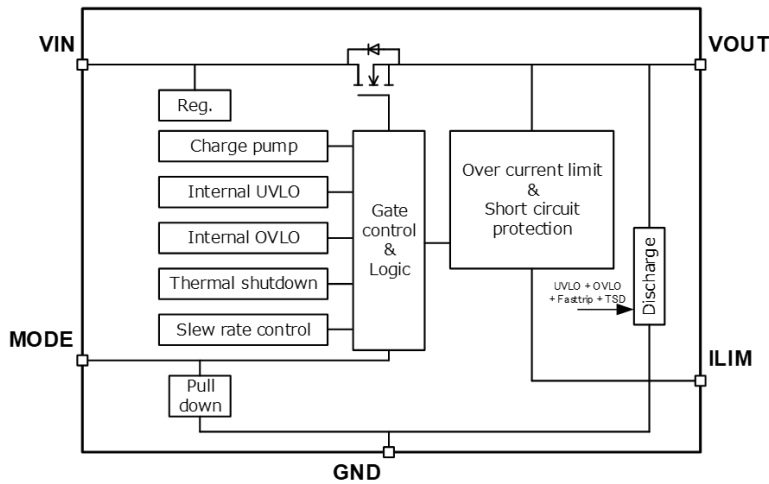 VIN
VOUT
Reg.
Charge pump
Internal UVLO
Internal OVLO
Thermal shutdown
Slew rate control
Gate
control
&
Logic
Over current limit
&
Short circuit
protection
UVLO + OVLO
+ Fasttrip + TSD
Discharge
MODE
Pull
down
ILIM
GND